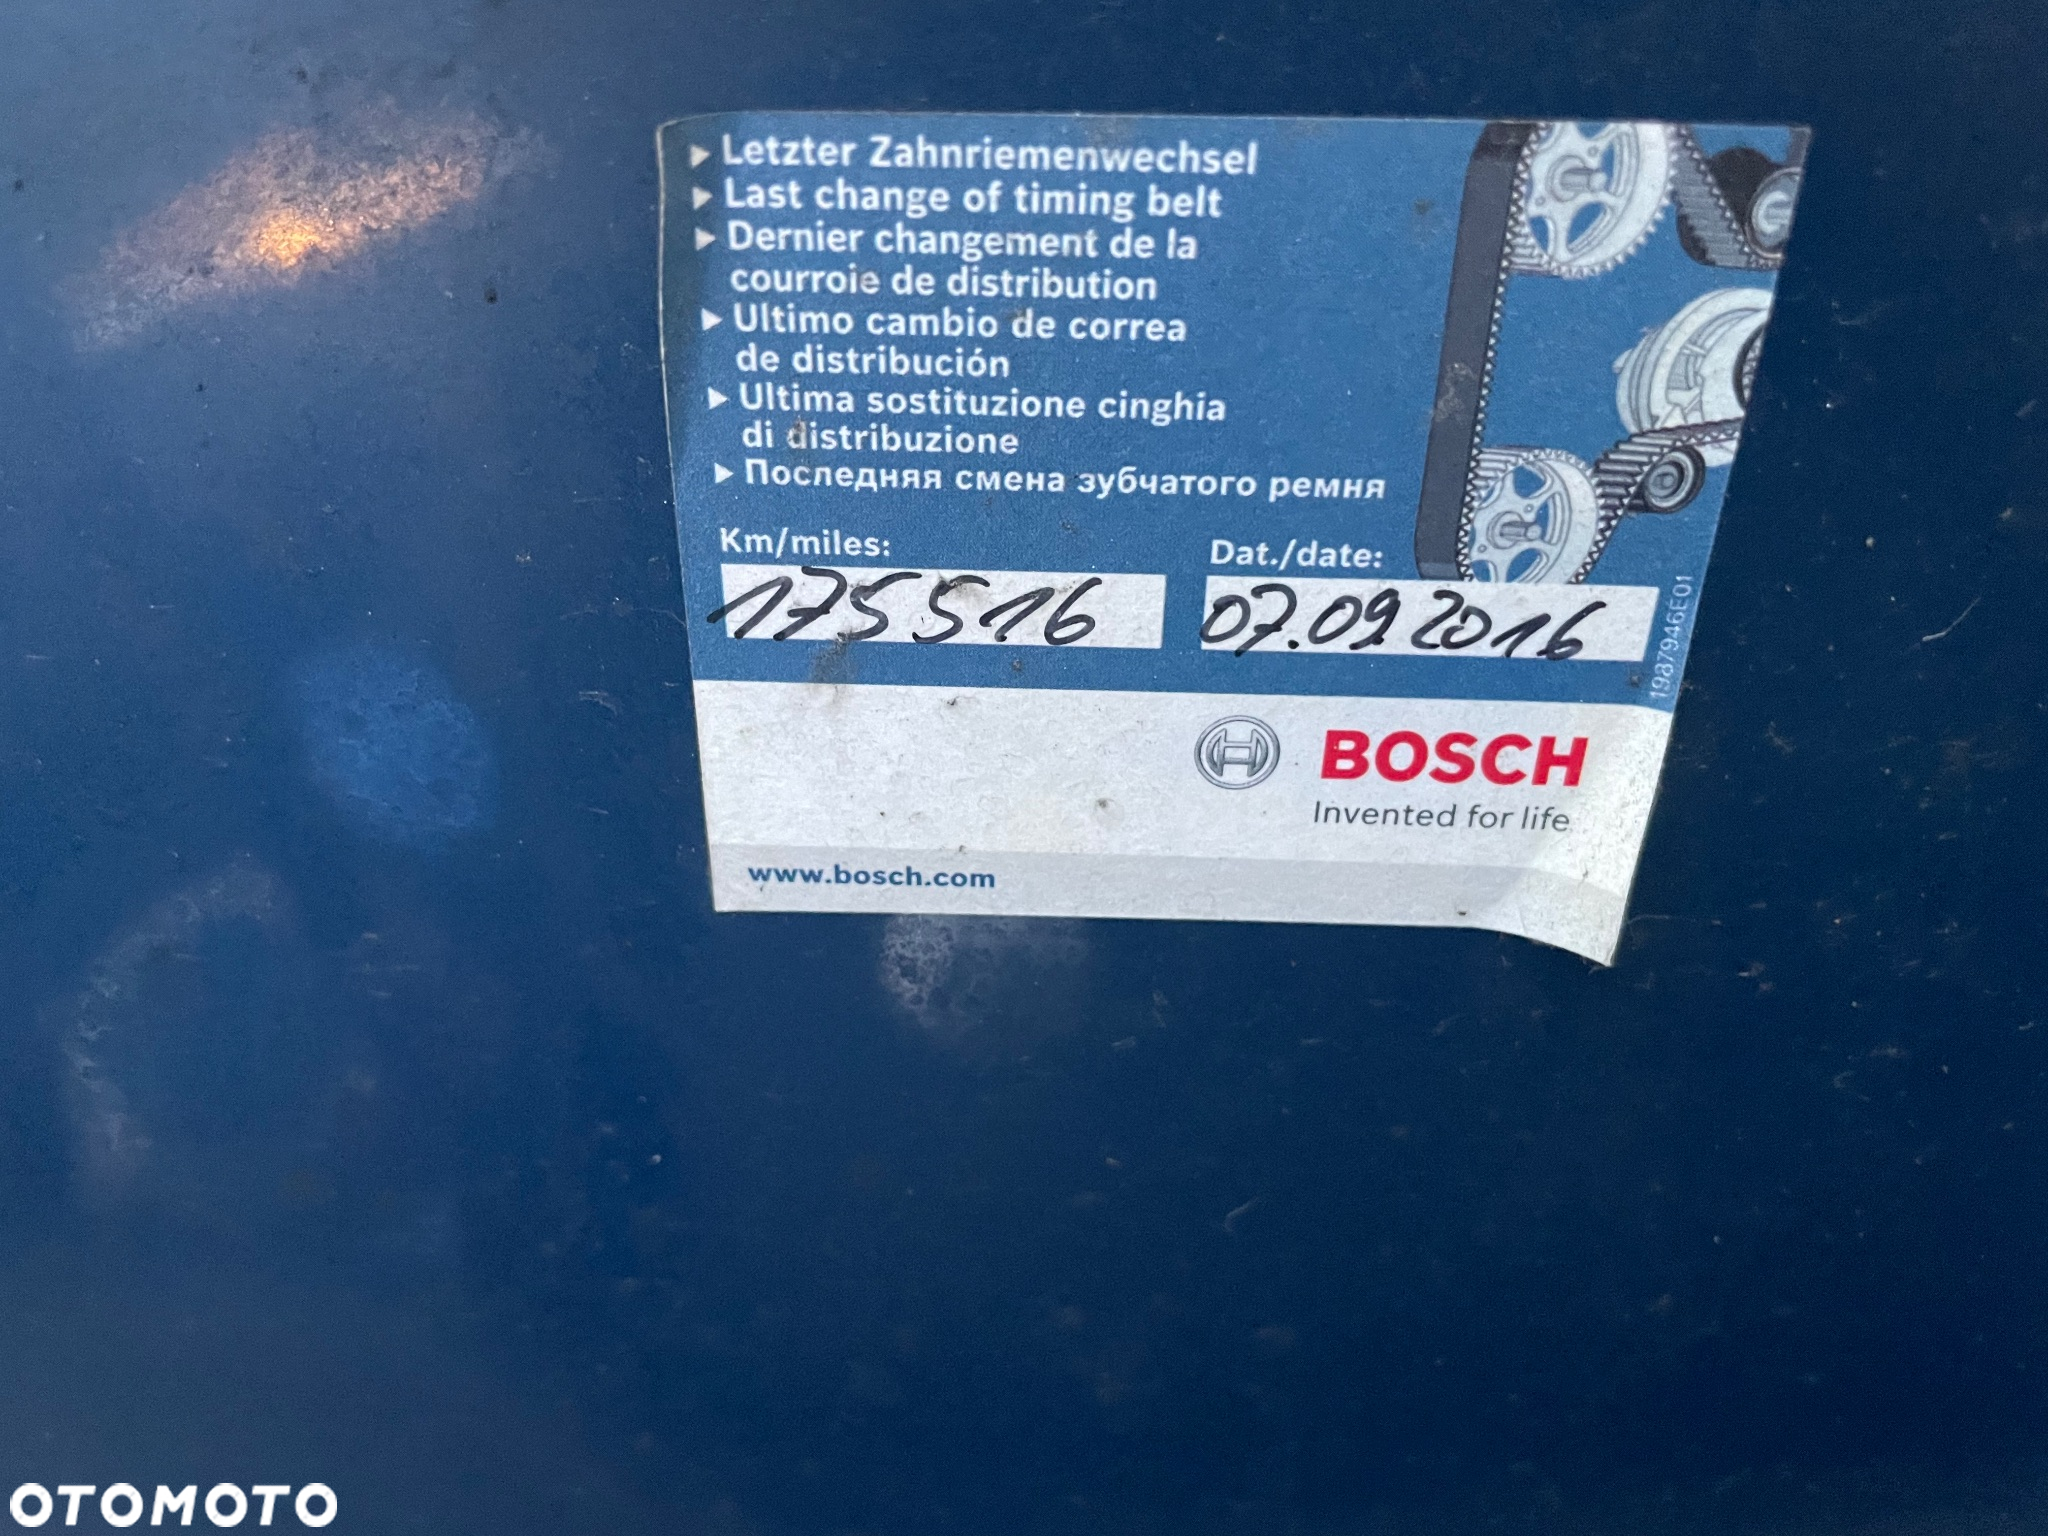 Letzter Zahnriemenwechsel
Last change of timing belt
Dernier changement de la
courroie de distribution
Ultimo cambio de correa
de distribución
Ultima sostituzione cinghia
di distribuzione
Последняя смена зубчатого ремня
Km/miles:
175516
Dat./date:
07.09.2016
1987946E01
BOSCH
Invented for life
www.bosch.com
OTOMOTO